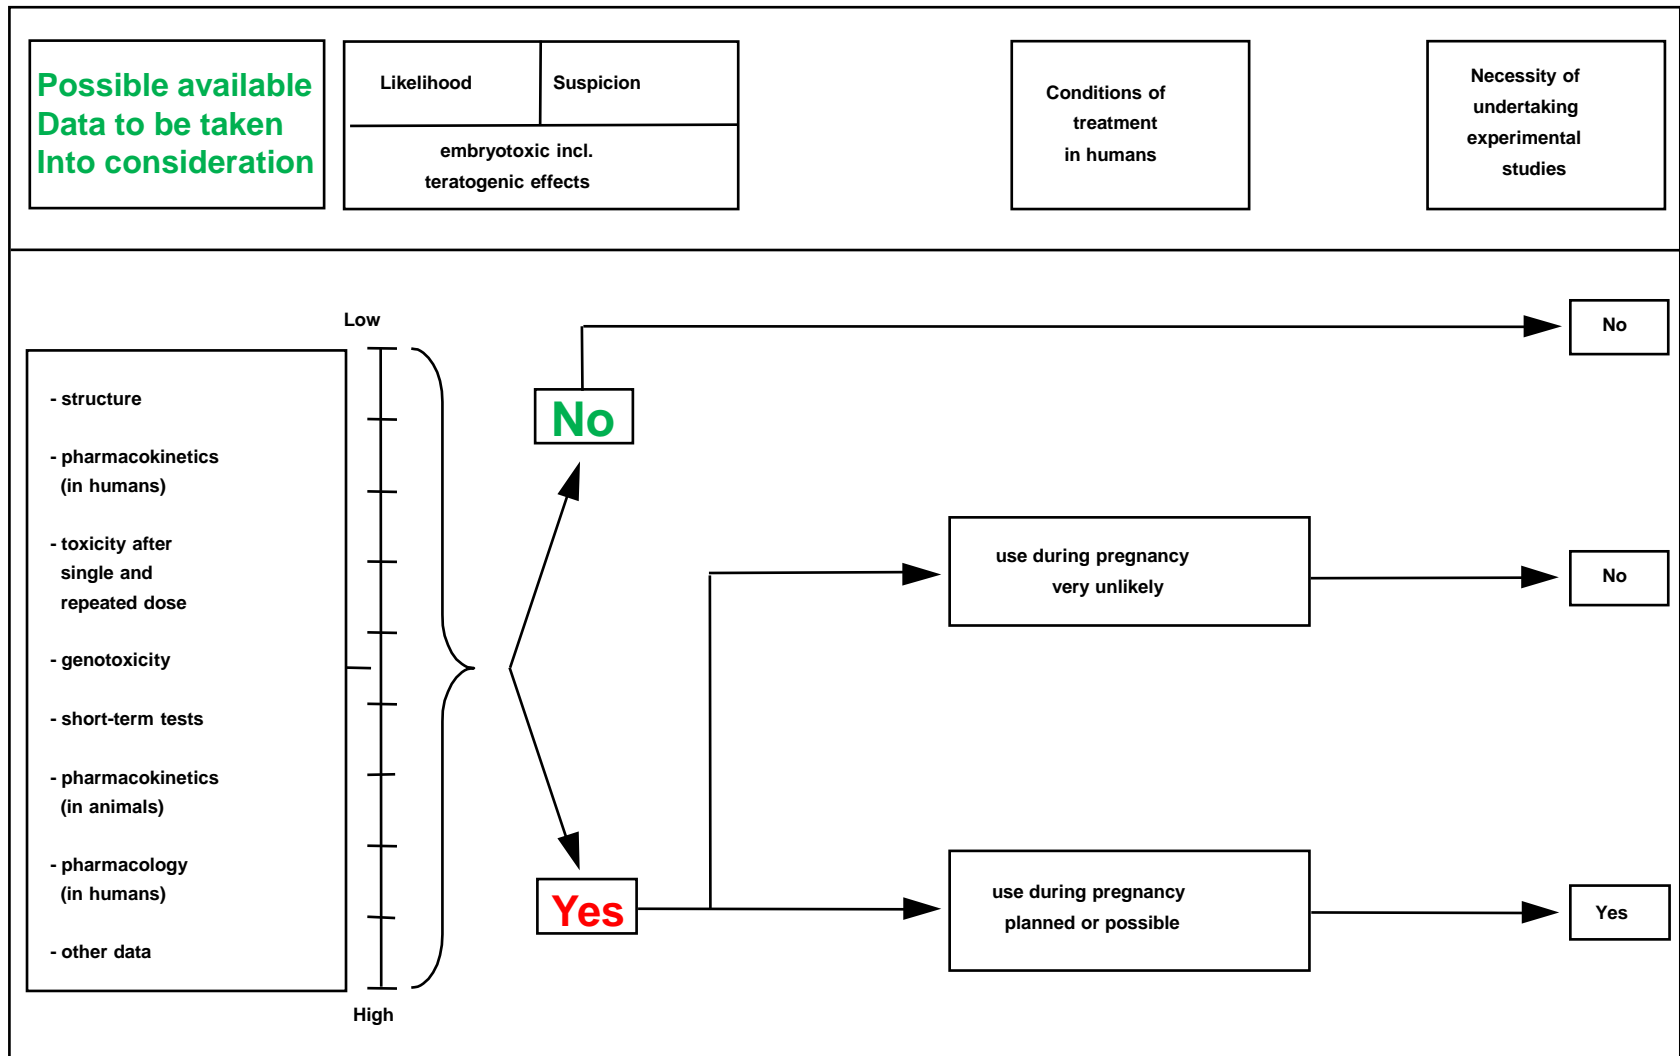 Possible available
Data to be taken
Into consideration
Likelihood
Suspicion
embryotoxic incl.
teratogenic effects
Conditions of
treatment
in humans
Necessity of
undertaking
experimental
studies
Low
- structure
- pharmacokinetics
(in humans)
- toxicity after
single and
repeated dose
- genotoxicity
- short-term tests
- pharmacokinetics
(in animals)
- pharmacology
(in humans)
- other data
High
No
Yes
use during pregnancy
very unlikely
use during pregnancy
planned or possible
No
No
Yes